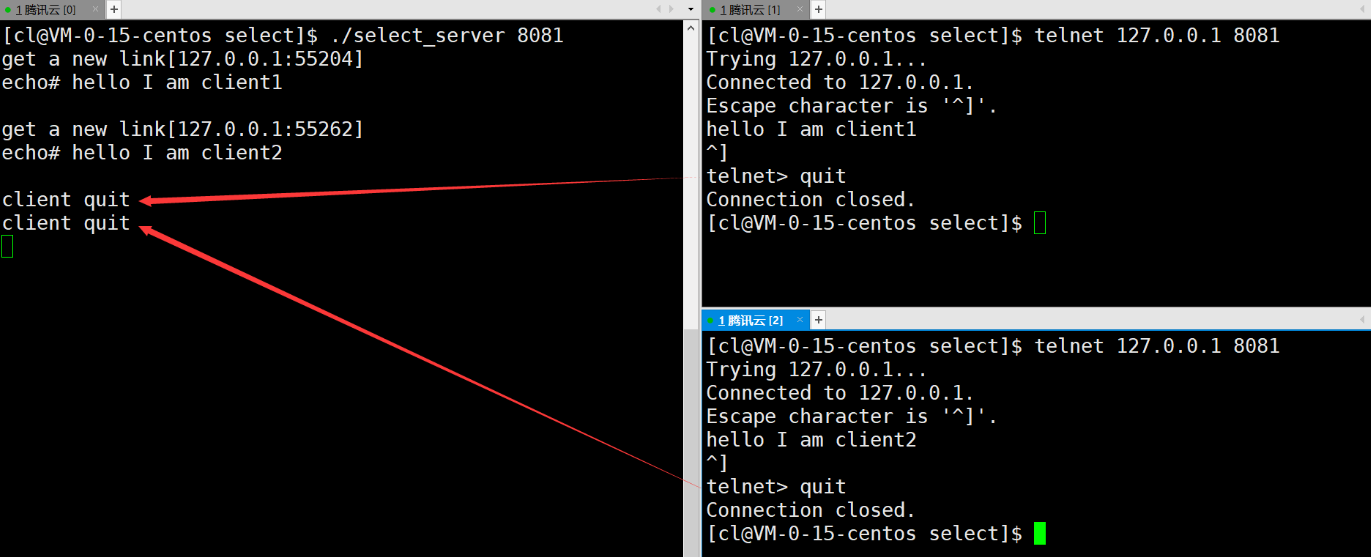 1 腾讯云 [0]
[cl@VM-0-15-centos select]$ ./select_server 8081
get a new link[127.0.0.1:55204]
echo# hello I am client1
get a new link[127.0.0.1:55262]
echo# hello I am client2
client quit
client quit
1 腾讯云 [1]
[cl@VM-0-15-centos select]$ telnet 127.0.0.1 8081
Trying 127.0.0.1...
Connected to 127.0.0.1.
Escape character is '^]'.
hello I am client1
^]
telnet> quit
Connection closed.
[cl@VM-0-15-centos select]$
1 腾讯云 [2]
[cl@VM-0-15-centos select]$ telnet 127.0.0.1 8081
Trying 127.0.0.1...
Connected to 127.0.0.1.
Escape character is '^]'.
hello I am client2
^]
telnet> quit
Connection closed.
[cl@VM-0-15-centos select]$